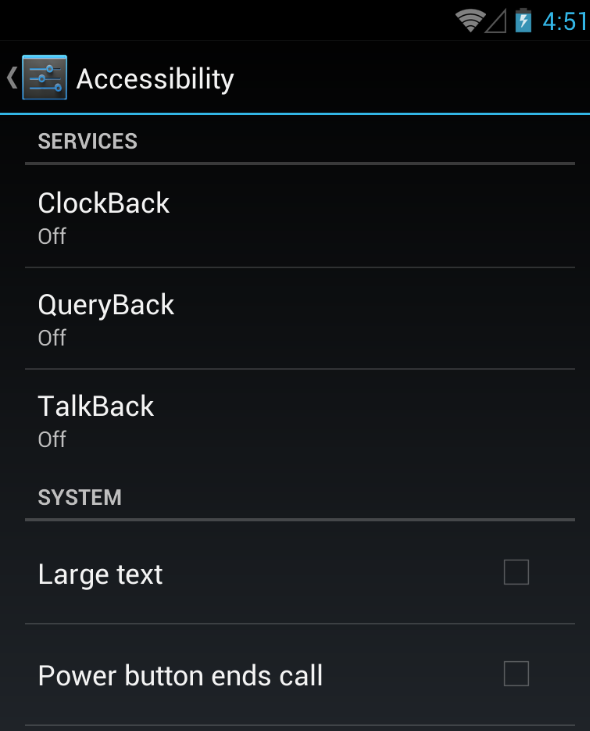 4:51
Accessibility
SERVICES
ClockBack
Off
QueryBack
Off
TalkBack
Off
SYSTEM
Large text
Power button ends call